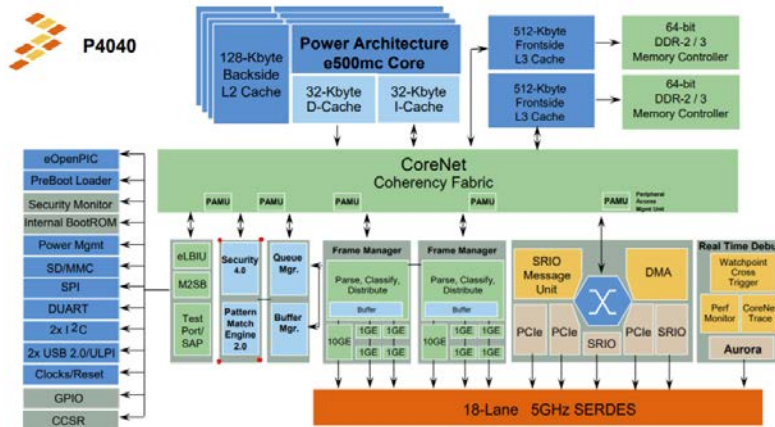 P4040
128-Kbyte
Backside
L2 Cache
Power Architecture
e500mc Core
32-Kbyte
D-Cache
32-Kbyte
I-Cache
512-Kbyte
Frontside
L3 Cache
64-bit
DDR-2 / 3
Memory Controller
512-Kbyte
Frontside
L3 Cache
64-bit
DDR-2 / 3
Memory Controller
eOpenPIC
PreBoot Loader
Security Monitor
Internal BootROM
Power Mgmt
SD/MMC
SPI
DUART
2x I²C
2x USB 2.0/ULPI
Clocks/Reset
GPIO
CCSR
CoreNet
Coherency Fabric
PAMU
PAMU
PAMU
PAMU
PAMU
Peripheral
Access
Mgmt Unit
eLBIU
M2SB
Test
Port/
SAP
Security
4.0
Pattern
Match
Engine
2.0
Queue
Mgr.
Buffer
Mgr.
Frame Manager
Parse, Classify,
Distribute
Buffer
10GE
1GE
1GE
1GE
1GE
Frame Manager
Parse, Classify,
Distribute
Buffer
10GE
1GE
1GE
1GE
1GE
SRIO
Message
Unit
DMA
PCIe
PCIe
SRIO
PCIe
SRIO
Real Time Debu
Watchpoint
Cross
Trigger
Perf
Monitor
CoreNet
Trace
Aurora
18-Lane 5GHz SERDES